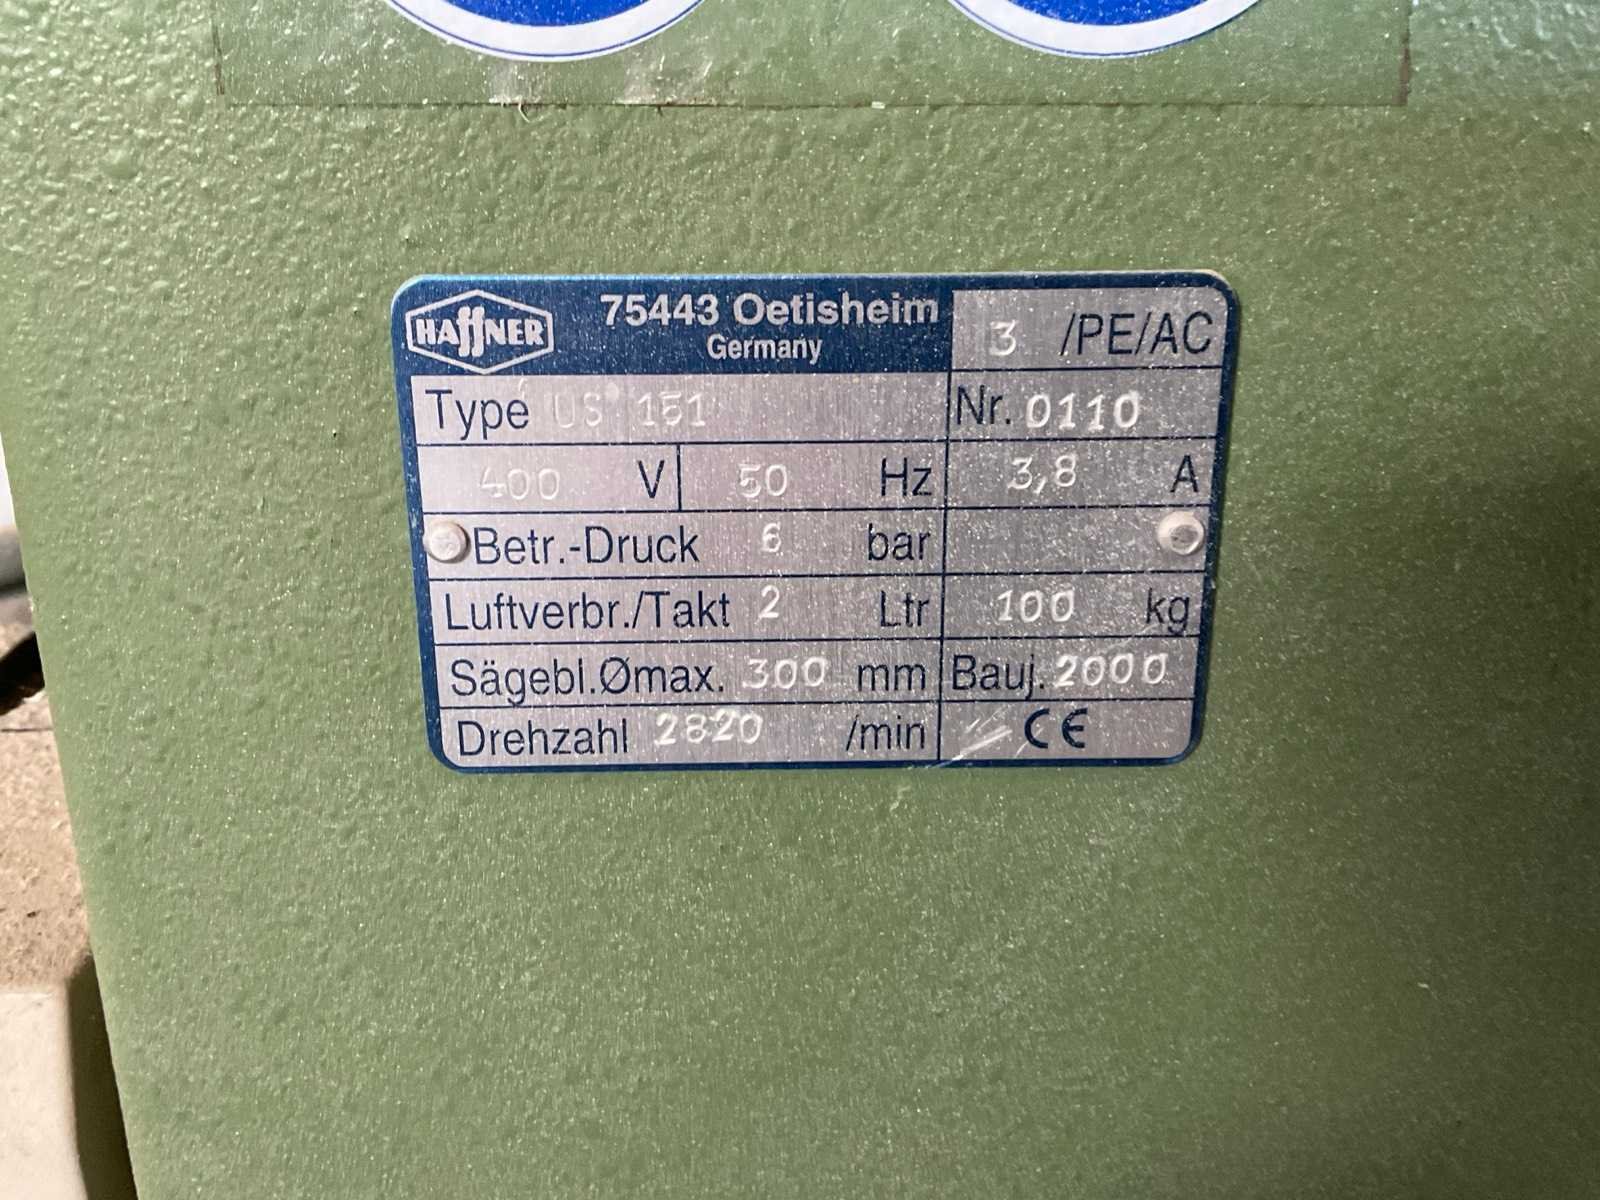 HAffNER 75443 Oetisheim 3 /PE/AC
Germany
Type US 151 Nr. 0110
400 V 50 Hz 3,8 A
Betr.-Druck 6 bar
Luftverbr./Takt 2 Ltr 100 kg
Sägebl.Ømax. 300 mm Bauj. 2000
Drehzahl 2820 /min CE